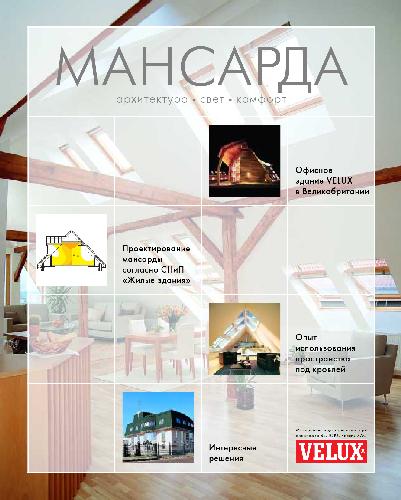 МАНСАРДА
архитектура • свет • комфорт
Офисное
здание VELUX
в Великобритании
Проектирование
мансарды
согласно СНиП
«Жилые здания»
Опыт
использования
пространства
под кровлей
Интересные
решения
VELUX